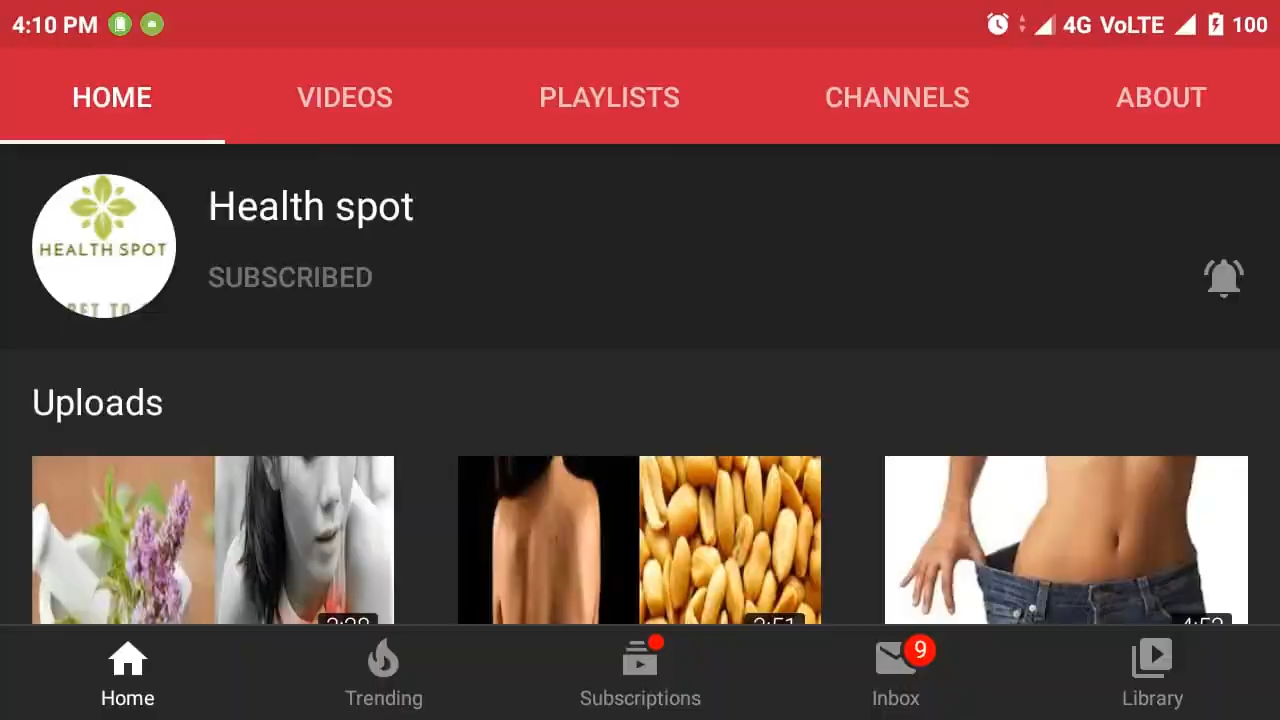 4:10 PM 4G VoLTE 100
HOME VIDEOS PLAYLISTS CHANNELS ABOUT
HEALTH SPOT
Health spot
SUBSCRIBED
Uploads
Home Trending Subscriptions Inbox 9 Library